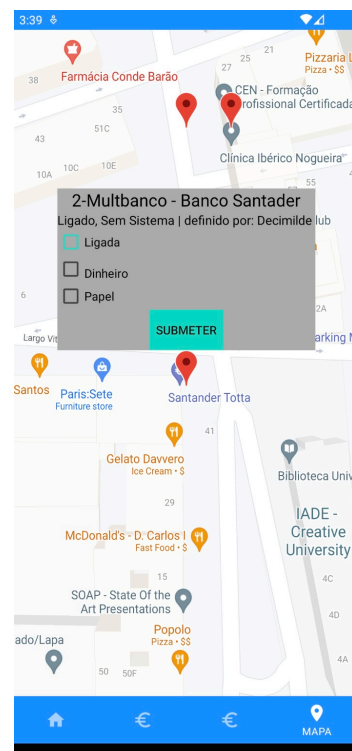 3:39
Pizzaria L
Pizza • $$
21
25
27
38
Farmácia Conde Barão
CEN - Formação
rofissional Certificada
35
51C
43
Clínica Ibérico Nogueira
10C
10E
10A
55
2-Multbanco - Banco Santader
Ligado, Sem Sistema | definido por: Decimilde
lub
Ligada
Dinheiro
Papel
6
2A
SUBMETER
Largo Vit
arking M
Santos
Paris:Sete
Furniture store
Santander Totta
41
Gelato Davvero
Ice Cream • $
Biblioteca Univ
29
IADE -
Creative
University
McDonald's - D. Carlos I
Fast Food • $
15
4C
SOAP - State Of the
Art Presentations
4D
Popolo
Pizza • $$
ado/Lapa
4A
50
50F
MAPA